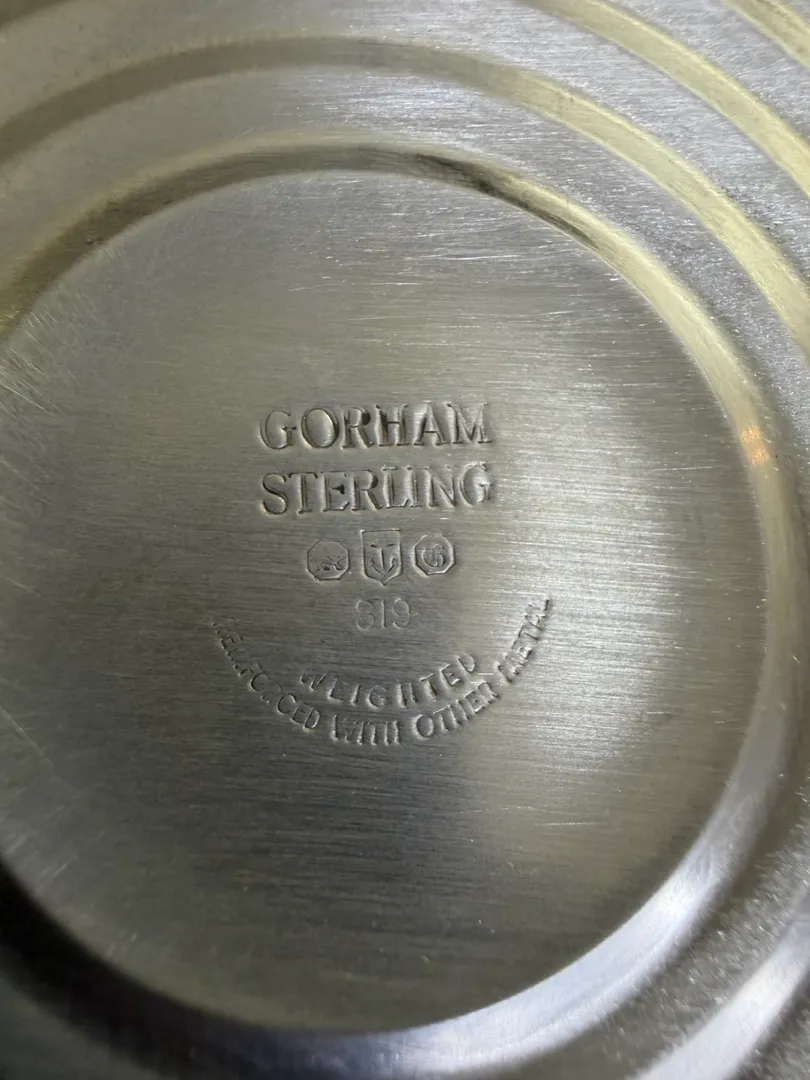 GORHAM
STERLING
819
WEIGHTED
REINFORCED WITH OTHER METAL